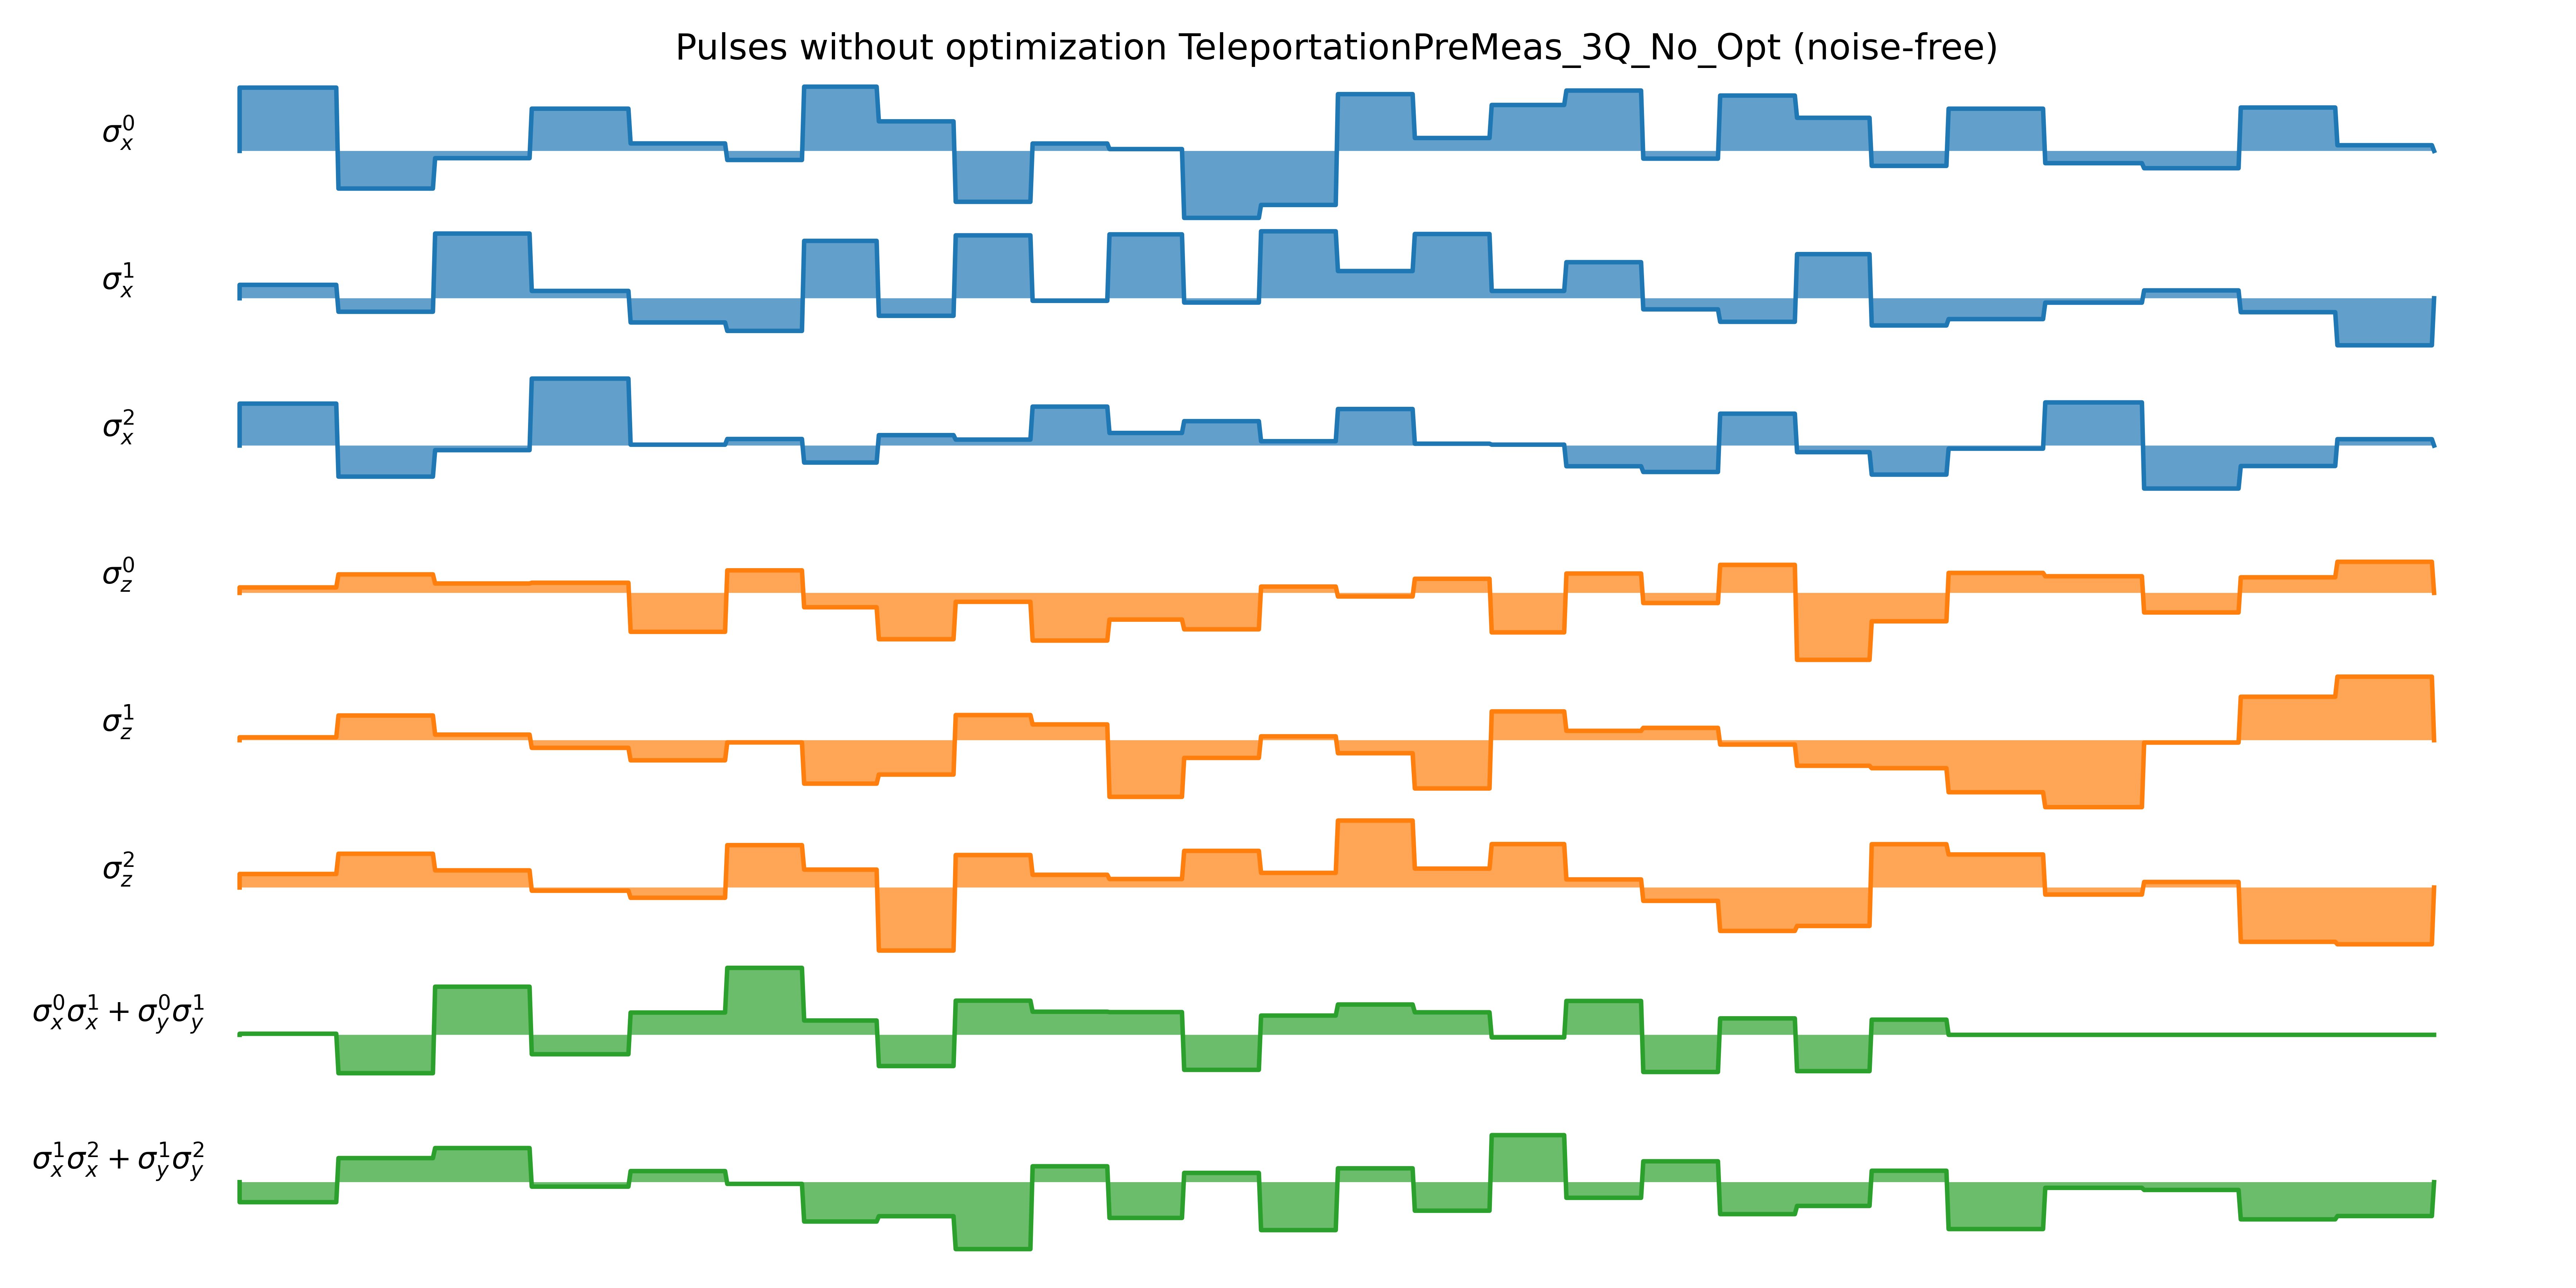 Pulses without optimization TeleportationPreMeas_3Q_No_Opt (noise-free)
σ_x^0
σ_x^1
σ_x^2
σ_z^0
σ_z^1
σ_z^2
σ_x^0σ_x^1 + σ_y^0σ_y^1
σ_x^1σ_x^2 + σ_y^1σ_y^2